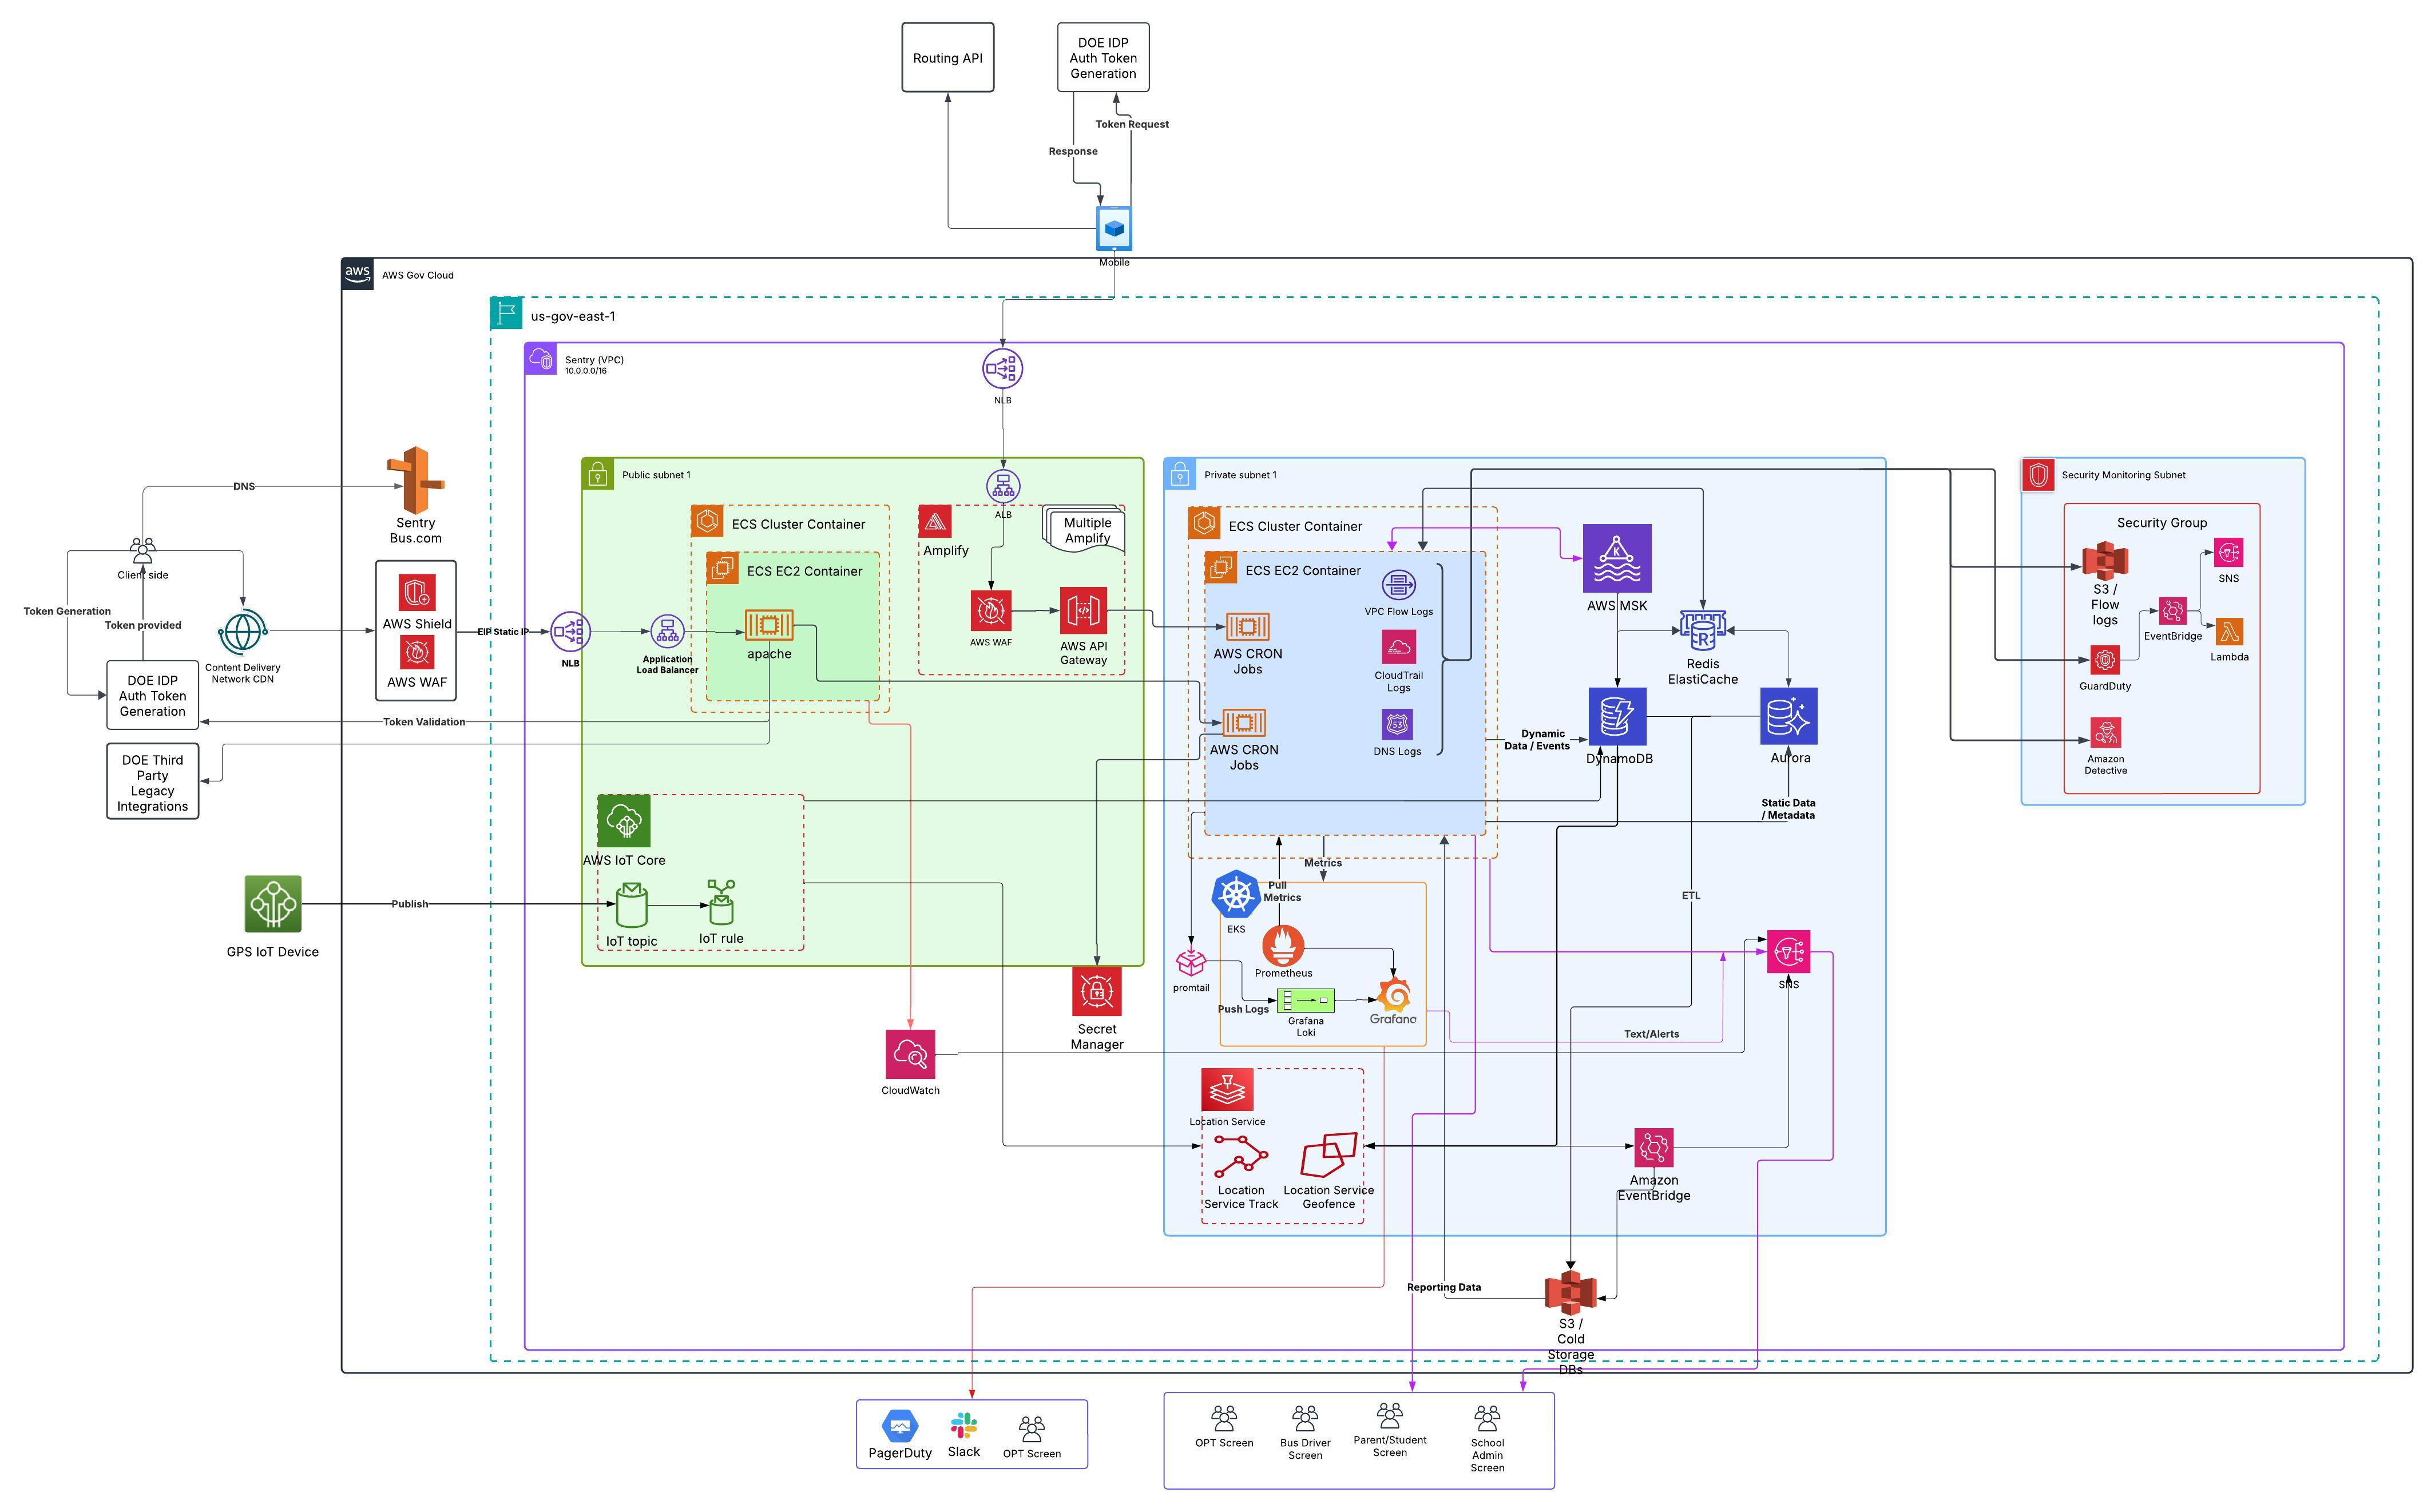 Routing API
DOE IDP
Auth Token
Generation
Token Request
Response
Mobile
aws
AWS Gov Cloud
us-gov-east-1
Sentry (VPC)
10.0.0.0/16
NLB
DNS
Sentry
Bus.com
Client side
Token Generation
Token provided
Content Delivery
Network CDN
AWS Shield
AWS WAF
EIP Static IP
DOE IDP
Auth Token
Generation
Token Validation
DOE Third
Party
Legacy
Integrations
GPS IoT Device
Publish
NLB
Public subnet 1
Application
Load Balancer
ECS Cluster Container
ECS EC2 Container
apache
ALB
Amplify
Multiple
Amplify
AWS WAF
AWS API
Gateway
AWS IoT Core
IoT topic
IoT rule
Secret
Manager
CloudWatch
Private subnet 1
ECS Cluster Container
ECS EC2 Container
AWS CRON
Jobs
AWS CRON
Jobs
VPC Flow Logs
CloudTrail
Logs
53
DNS Logs
K
AWS MSK
R
Redis
ElastiCache
Dynamic
Data / Events
DynamoDB
Aurora
Static Data
/ Metadata
Metrics
Pull
Metrics
EKS
Prometheus
promtail
Push Logs
Grafana
Loki
Grafana
ETL
SNS
Text/Alerts
Location Service
Location
Service Track
Location Service
Geofence
Amazon
EventBridge
Reporting Data
S3 /
Cold
Storage
DBs
Security Monitoring Subnet
Security Group
S3 /
Flow
logs
SNS
EventBridge
Lambda
GuardDuty
Amazon
Detective
PagerDuty
Slack
OPT Screen
OPT Screen
Bus Driver
Screen
Parent/Student
Screen
School
Admin
Screen